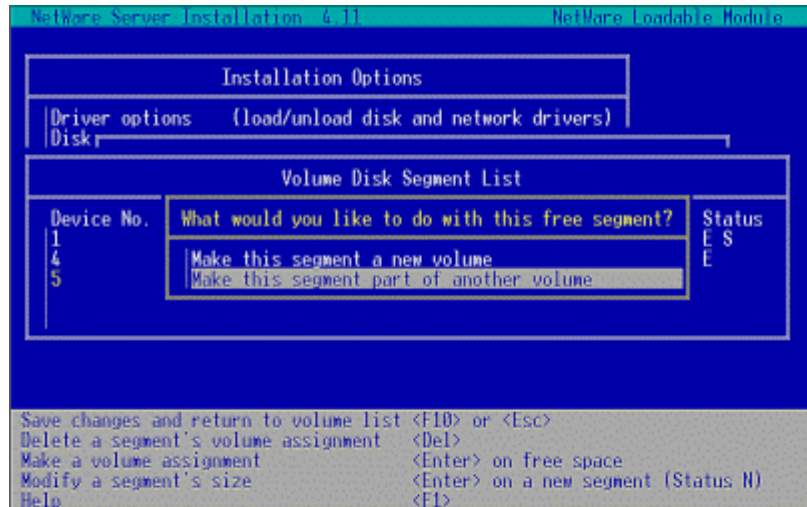 NetWare Server Installation 4.11 NetWare Loadable Module
Installation Options
Driver options (load/unload disk and network drivers)
Disk
Volume Disk Segment List
Device No. What would you like to do with this free segment? Status
1 E S
4 Make this segment a new volume E
5 Make this segment part of another volume
Save changes and return to volume list <F10> or <Esc>
Delete a segment's volume assignment <Del>
Make a volume assignment <Enter> on free space
Modify a segment's size <Enter> on a new segment (Status N)
Help <F1>